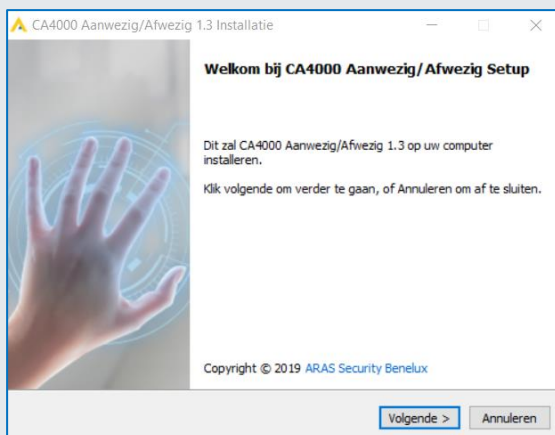 CA4000 Aanwezig/Afwezig 1.3 Installatie
Welkom bij CA4000 Aanwezig/Afwezig Setup
Dit zal CA4000 Aanwezig/Afwezig 1.3 op uw computer
installeren.
Klik volgende om verder te gaan, of Annuleren om af te sluiten.
Copyright © 2019 ARAS Security Benelux
Volgende >
Annuleren